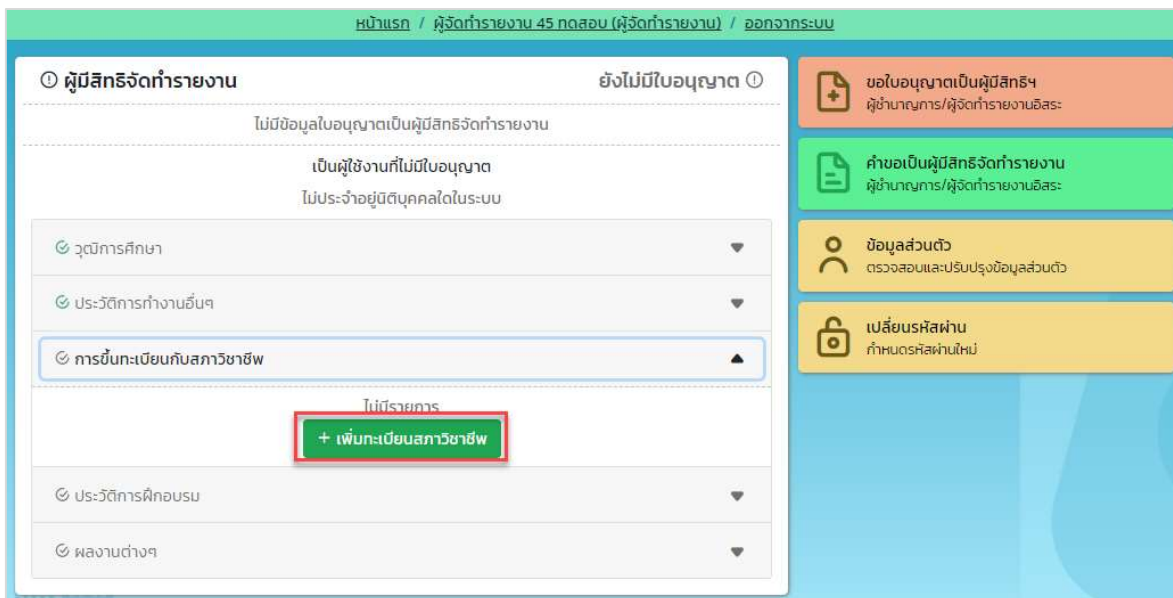 หน้าแรก / ผู้จัดทำรายงาน 45 ทดสอบ (ผู้จัดทำรายงาน) / ออกจากระบบ
ผู้มีสิทธิจัดทำรายงาน
ยังไม่มีใบอนุญาต
ไม่มีข้อมูลใบอนุญาตเป็นผู้มีสิทธิจัดทำรายงาน
เป็นผู้ใช้งานที่ไม่มีใบอนุญาต
ไม่ประจำอยู่นิติบุคคลใดในระบบ
วุฒิการศึกษา
ประวัติการทำงานอื่นๆ
การขึ้นทะเบียนกับสภาวิชาชีพ
ไม่มีรายการ
+ เพิ่มทะเบียนสภาวิชาชีพ
ประวัติการฝึกอบรม
ผลงานต่างๆ
ขอใบอนุญาตเป็นผู้มีสิทธิฯ
ผู้ชำนาญการ/ผู้จัดทำรายงานอิสระ
คำขอเป็นผู้มีสิทธิจัดทำรายงาน
ผู้ชำนาญการ/ผู้จัดทำรายงานอิสระ
ข้อมูลส่วนตัว
ตรวจสอบและปรับปรุงข้อมูลส่วนตัว
เปลี่ยนรหัสผ่าน
กำหนดรหัสผ่านใหม่